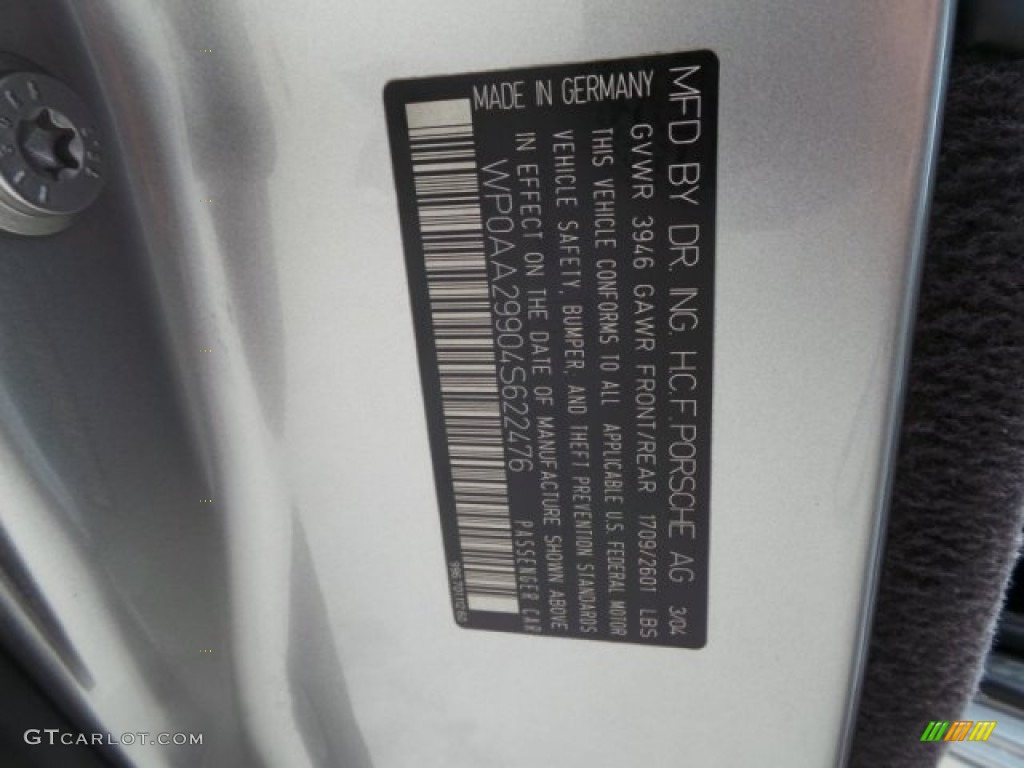 MFD BY DR. ING. H.C.F.PORSCHE AG 3/04
GVWR 3946 GAWR FRONT/REAR 1709/2601 LBS
THIS VEHICLE CONFORMS TO ALL APPLICABLE U.S. FEDERAL MOTOR
VEHICLE SAFETY, BUMPER, AND THEFT PREVENTION STANDARDS
IN EFFECT ON THE DATE OF MANUFACTURE SHOWN ABOVE
WP0AA29904S622476 PASSENGER CAR
MADE IN GERMANY
GTCarlot.com